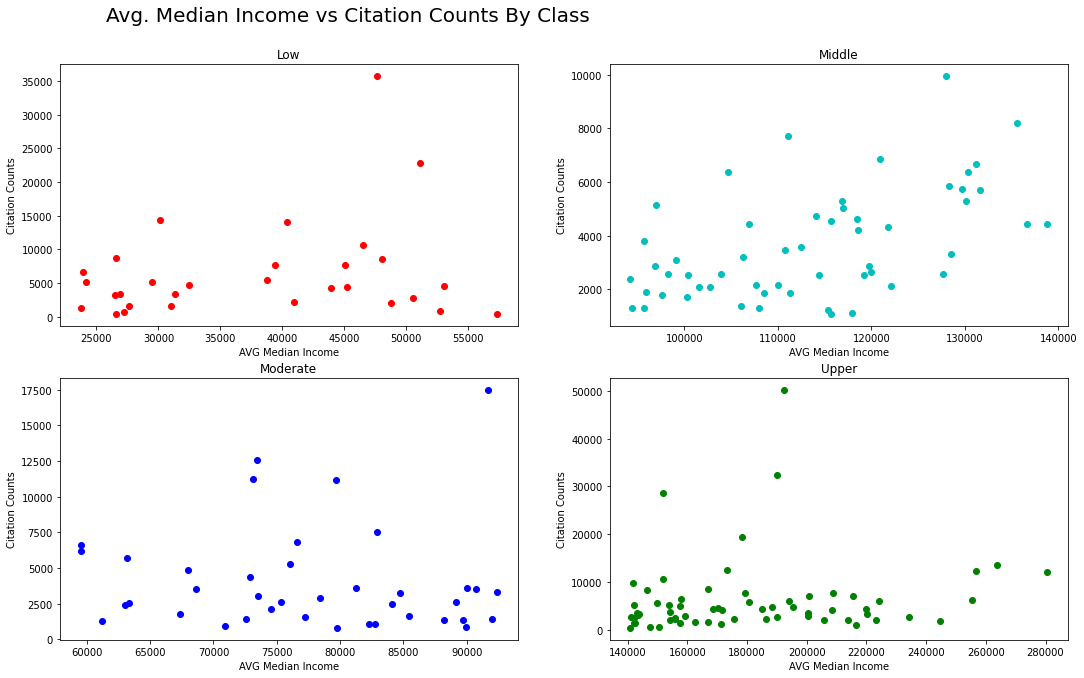 Avg. Median Income vs Citation Counts By Class
Low
35000
30000
25000
20000
15000
10000
5000
0
Citation Counts
25000 30000 35000 40000 45000 50000 55000
AVG Median Income
Middle
10000
8000
6000
4000
2000
Citation Counts
100000 110000 120000 130000 140000
AVG Median Income
Moderate
17500
15000
12500
10000
7500
5000
2500
0
Citation Counts
60000 65000 70000 75000 80000 85000 90000
AVG Median Income
Upper
50000
40000
30000
20000
10000
0
Citation Counts
140000 160000 180000 200000 220000 240000 260000 280000
AVG Median Income